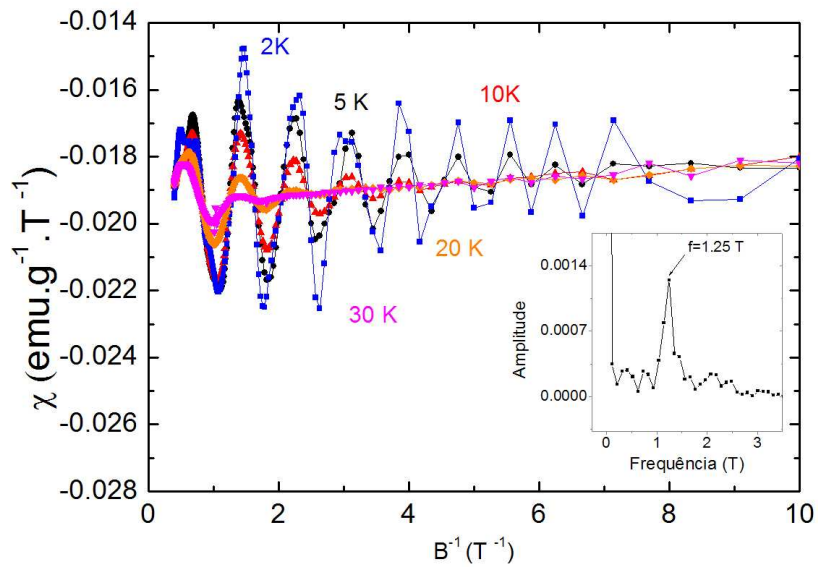 -0.014
-0.016
-0.018
-0.020
-0.022
-0.024
-0.026
-0.028
χ (emu.g⁻¹.T⁻¹)
2K
5 K
10K
20 K
30 K
0 2 4 6 8 10
B⁻¹(T⁻¹)
f=1.25 T
0.0014
0.0007
0.0000
Amplitude
0 1 2 3
Frequência (T)